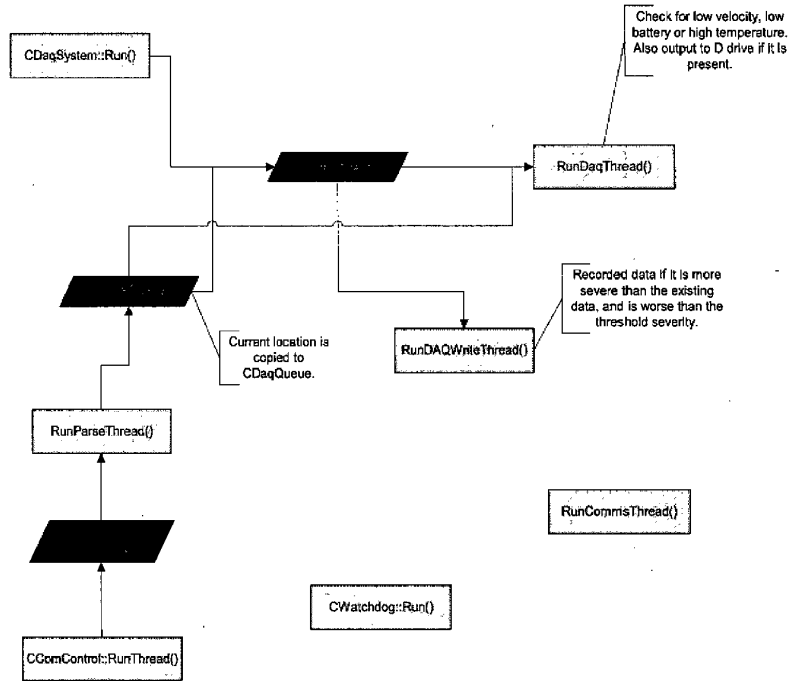 Check for low velocity, low
battery or high temperature.
Also output to D drive if it is
present.
CDaqSystem::Run()
RunDaqThread()
Recorded data if it is more
severe than the existing
data, and is worse than the
threshold severity.
Current location is
copied to
CDaqQueue.
RunDAQWriteThread()
RunParseThread()
RunCommsThread()
CWatchdog::Run()
CComControl::RunThread()